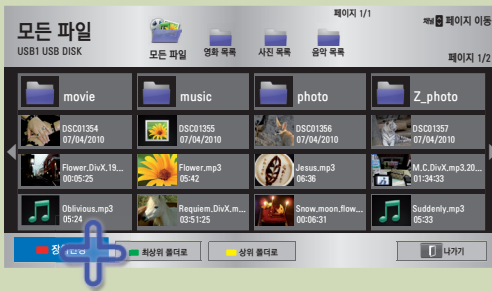 모든 파일
USB1 USB DISK
모든 파일
영화 목록
사진 목록
음악 목록
페이지 1/1
채널 페이지 이동
페이지 1/2
movie
music
photo
Z_photo
DSC01354
07/04/2010
DSC01355
07/04/2010
DSC01356
07/04/2010
DSC01357
07/04/2010
Flower,DivX,19...
00:05:25
Flower.mp3
05:42
Jesus.mp3
06:36
M.C.DivX.mp3.20...
01:34:33
Oblivious.mp3
05:24
Requiem,DivX,m...
03:51:25
Snow.moon.flow...
00:06:31
Suddenly.mp3
05:33
최상위 폴더로
상위 폴더로
나가기